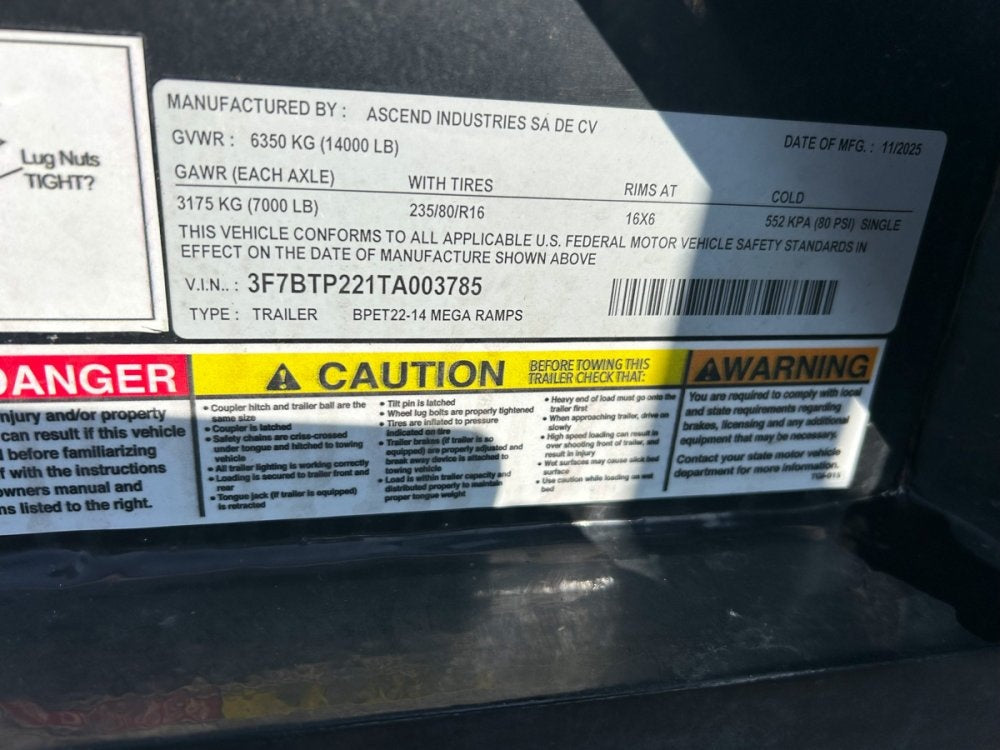 Lug Nuts
TIGHT?
MANUFACTURED BY : ASCEND INDUSTRIES SA DE CV
GVWR : 6350 KG (14000 LB) DATE OF MFG. : 11/2025
GAWR (EACH AXLE) WITH TIRES RIMS AT COLD
3175 KG (7000 LB) 235/80/R16 16X6 552 KPA (80 PSI) SINGLE
THIS VEHICLE CONFORMS TO ALL APPLICABLE U.S. FEDERAL MOTOR VEHICLE SAFETY STANDARDS IN
EFFECT ON THE DATE OF MANUFACTURE SHOWN ABOVE
V.I.N.. : 3F7BTP221TA003785
TYPE : TRAILER BPET22-14 MEGA RAMPS
DANGER
njury and/or property
can result if this vehicle
before familiarizing
f with the instructions
owners manual and
ns listed to the right.
CAUTION
BEFORE TOWING THIS
TRAILER CHECK THAT:
• Coupler hitch and trailer ball are the
same size
• Coupler is latched
• Safety chains are criss-crossed
under tongue and hitched to towing
vehicle
• All trailer lighting is working correctly
• Loading is secured to trailer front and
rear
• Tongue jack (if trailer is equipped)
is retracted
• Tilt pin is latched
• Wheel lug bolts are properly tightened
• Tires are inflated to pressure
indicated on tire
• Trailer brakes (if trailer is so
equipped) are properly adjusted and
break away device is attached to
towing vehicle
• Load is within trailer capacity and
distributed properly to maintain
proper tongue weight
• Heavy end of load must go onto the
trailer first
• When approaching trailer, drive on
slowly
• High speed loading can result in
over shooting front of trailer, and
result in injury
• Wet surfaces may cause slick bed
surface
• Use caution while loading on wet
bed
WARNING
You are required to comply with local
and state requirements regarding
brakes, licensing and any additional
equipment that may be necessary.
Contact your state motor vehicle
department for more information.